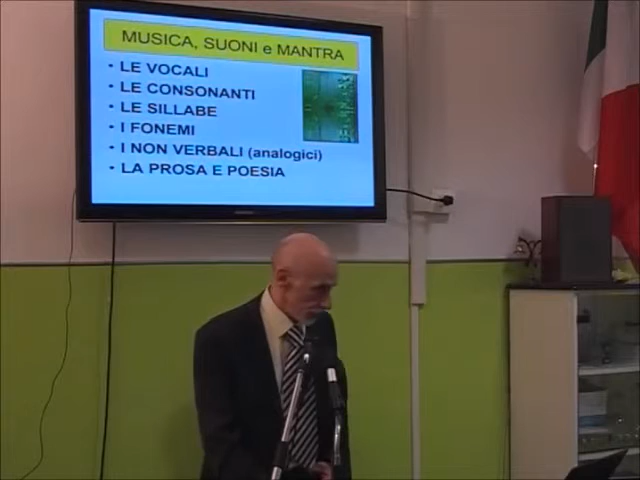 MUSICA, SUONI e MANTRA
• LE VOCALI
• LE CONSONANTI
• LE SILLABE
• I FONEMI
• I NON VERBALI (analogici)
• LA PROSA E POESIA